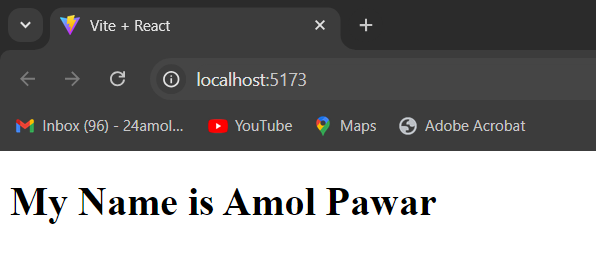 Vite + React
localhost:5173
Inbox (96) - 24amol... YouTube Maps Adobe Acrobat
My Name is Amol Pawar